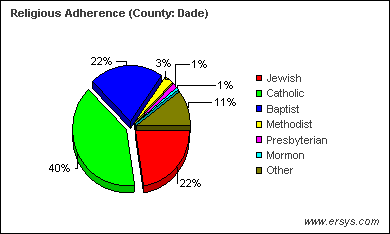 Religious Adherence (County: Dade)
22%
3%
1%
1%
11%
40%
22%
Jewish
Catholic
Baptist
Methodist
Presbyterian
Mormon
Other
www.ersys.com